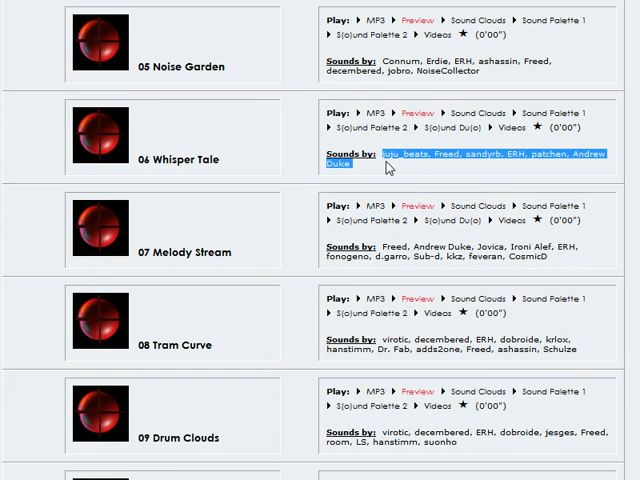 05 Noise Garden
Play: MP3 Preview Sound Clouds Sound Palette 1
S(o)und Palette 2 Videos ★ (0'00")
Sounds by: Connum, Erdie, ERH, ashassin, Freed,
decembered, jobro, NoiseCollector
06 Whisper Tale
Play: MP3 Preview Sound Clouds Sound Palette 1
S(o)und Palette 2 S(o)und Du(o) Videos ★ (0'00")
Sounds by: suju_beats, Freed, sandyrb, ERH, patchen, Andrew
Duke
07 Melody Stream
Play: MP3 Preview Sound Clouds Sound Palette 1
S(o)und Palette 2 S(o)und Du(o) Videos ★ (0'00")
Sounds by: Freed, Andrew Duke, Jovica, Ironi Alef, ERH,
fonogeno, d.garro, Sub-d, kkz, feveran, CosmicD
08 Tram Curve
Play: MP3 Preview Sound Clouds Sound Palette 1
S(o)und Palette 2 Videos ★ (0'00")
Sounds by: virotic, decembered, ERH, dobroide, krlox,
hanstimm, Dr. Fab, adds2one, Freed, ashassin, Schulze
09 Drum Clouds
Play: MP3 Preview Sound Clouds Sound Palette 1
S(o)und Palette 2 Videos ★ (0'00")
Sounds by: virotic, decembered, ERH, dobroide, jesges, Freed,
room, LS, hanstimm, suonho